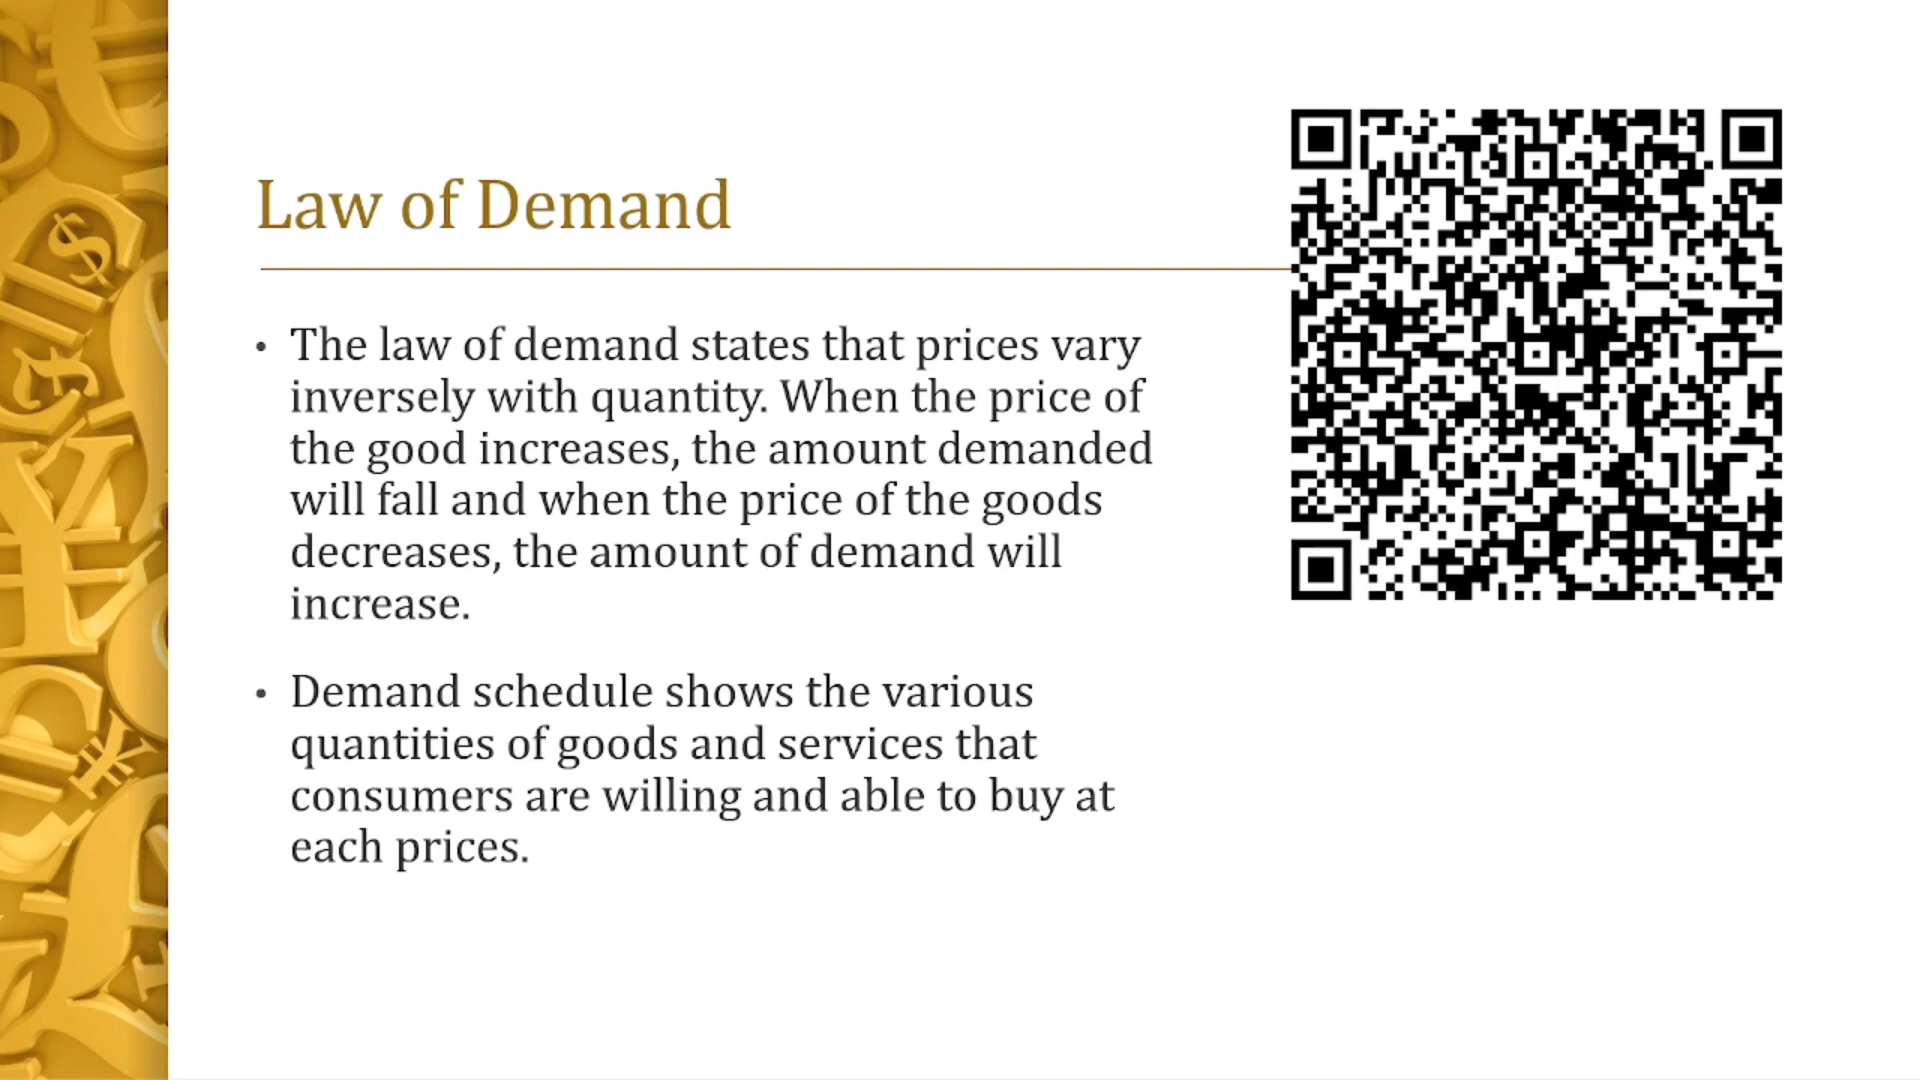 Law of Demand
• The law of demand states that prices vary
inversely with quantity. When the price of
the good increases, the amount demanded
will fall and when the price of the goods
decreases, the amount of demand will
increase.
• Demand schedule shows the various
quantities of goods and services that
consumers are willing and able to buy at
each prices.